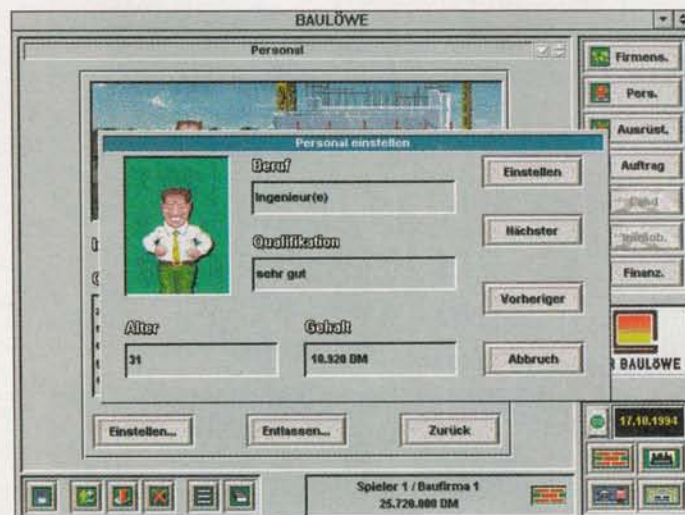 BAULÖWE
Personal
Firmens.
Pers.
Ausrüst.
Auftrag
Finanz.
Personal einstellen
Beruf
Ingenieur(e)
Qualifikation
sehr gut
Alter
31
Gehalt
10.920 DM
Einstellen
Nächster
Vorheriger
Abbruch
R BAULÖWE
Einstellen...
Entlassen...
Zurück
17.10.1994
Spieler 1 / Baufirma 1
25.720.000 DM